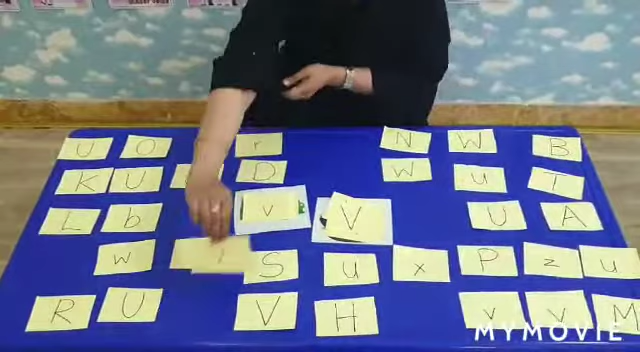 U O r N W B
K U D w u T
L b v V U A
w S u x P z u
R U V H v v M
MYMOVIE